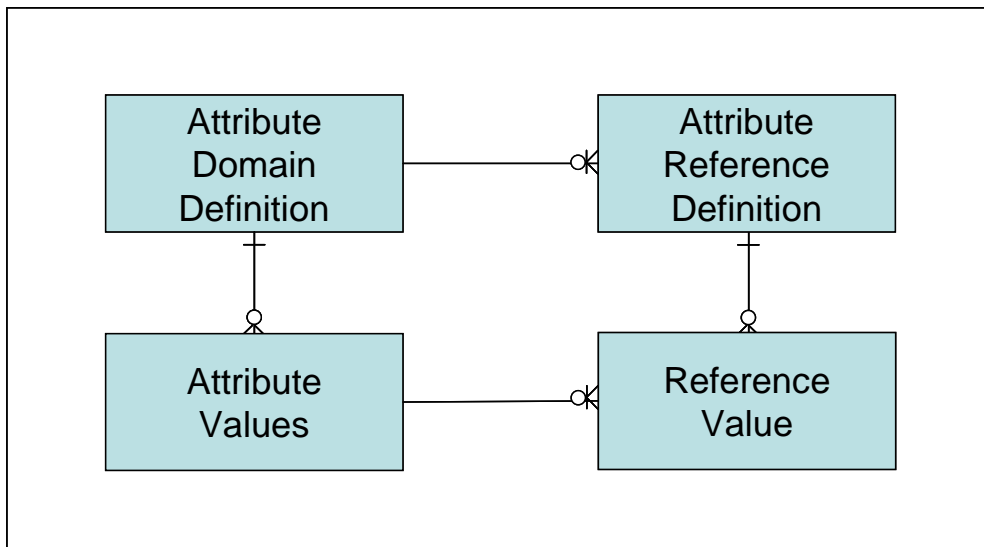 Attribute
Domain
Definition
Attribute
Reference
Definition
Attribute
Values
Reference
Value